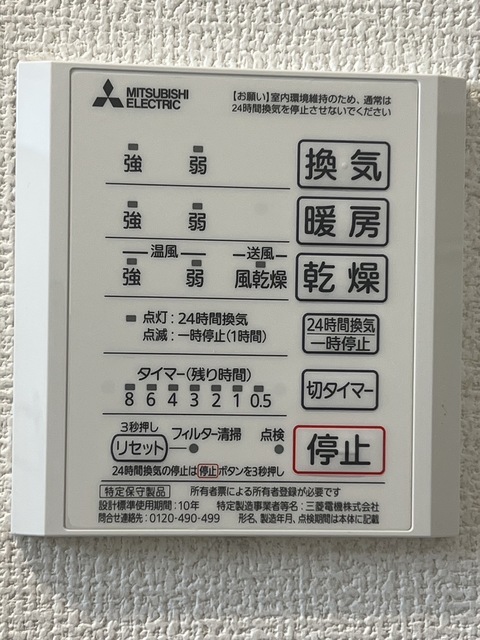 MITSUBISHI
ELECTRIC
【お願い】室内環境維持のため、通常は
24時間換気を停止させないでください
強 弱 換気
強 弱 暖房
温風 送風
強 弱 風乾燥 乾燥
点灯：24時間換気
点滅：一時停止(1時間)
24時間換気
一時停止
タイマー(残り時間)
8 6 4 3 2 1 0.5
切タイマー
3秒押し
リセット フィルター清掃 点検
停止
24時間換気の停止は停止ボタンを3秒押し
特定保守製品 所有者票による所有者登録が必要です
設計標準使用期間：10年 特定製造事業者等名：三菱電機株式会社
問合せ連絡先：0120-490-499 形名、製造年月、点検期間は本体に記載